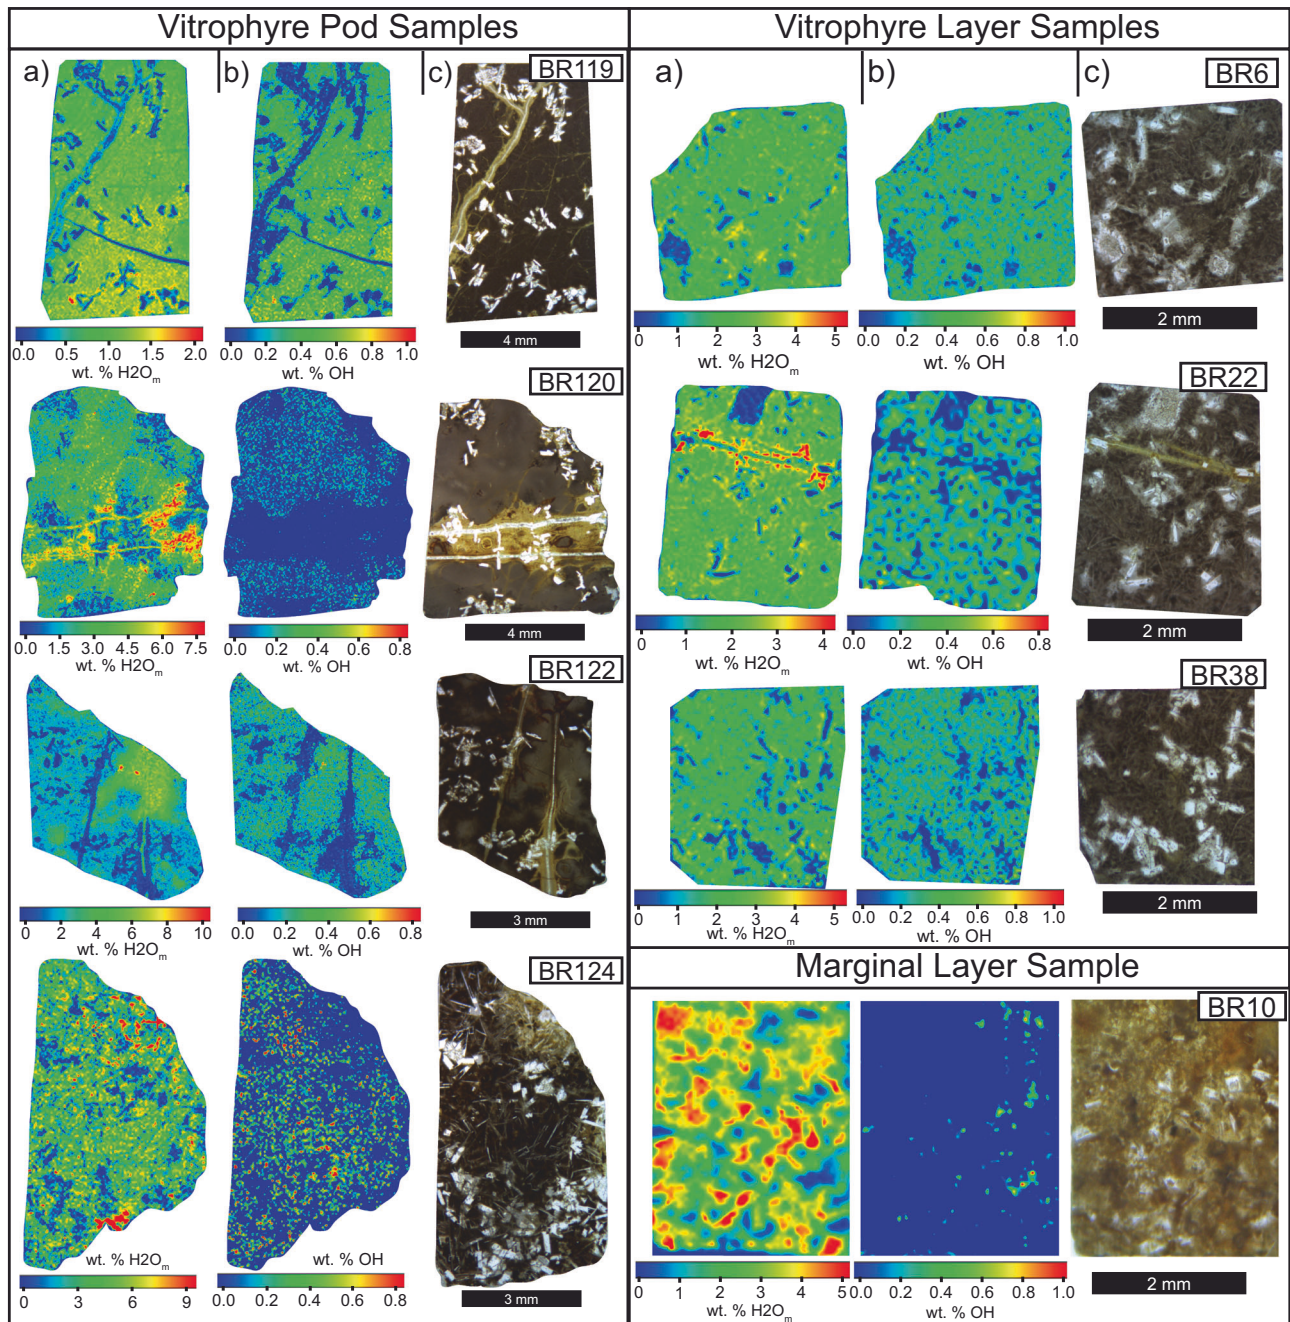 Vitrophyre Pod Samples
a) b) c) BR119
0.0 0.5 1.0 1.5 2.0
wt. % H2Om
0.0 0.2 0.4 0.6 0.8 1.0
wt. % OH
4 mm
BR120
0.0 1.5 3.0 4.5 6.0 7.5
wt. % H2Om
0.0 0.2 0.4 0.6 0.8
wt. % OH
4 mm
BR122
0 2 4 6 8 10
wt. % H2Om
0.0 0.2 0.4 0.6 0.8
wt. % OH
3 mm
BR124
wt. % H2Om
0 3 6 9
wt. % OH
0.0 0.2 0.4 0.6 0.8
3 mm
Vitrophyre Layer Samples
a) b) c) BR6
0 1 2 3 4 5
wt. % H2Om
0.0 0.2 0.4 0.6 0.8 1.0
wt. % OH
2 mm
BR22
0 1 2 3 4
wt. % H2Om
0.0 0.2 0.4 0.6 0.8
wt. % OH
2 mm
BR38
0 1 2 3 4 5
wt. % H2Om
0.0 0.2 0.4 0.6 0.8 1.0
wt. % OH
2 mm
Marginal Layer Sample
BR10
0 1 2 3 4 5
wt. % H2Om
0.0 0.2 0.4 0.6 0.8 1.0
wt. % OH
2 mm